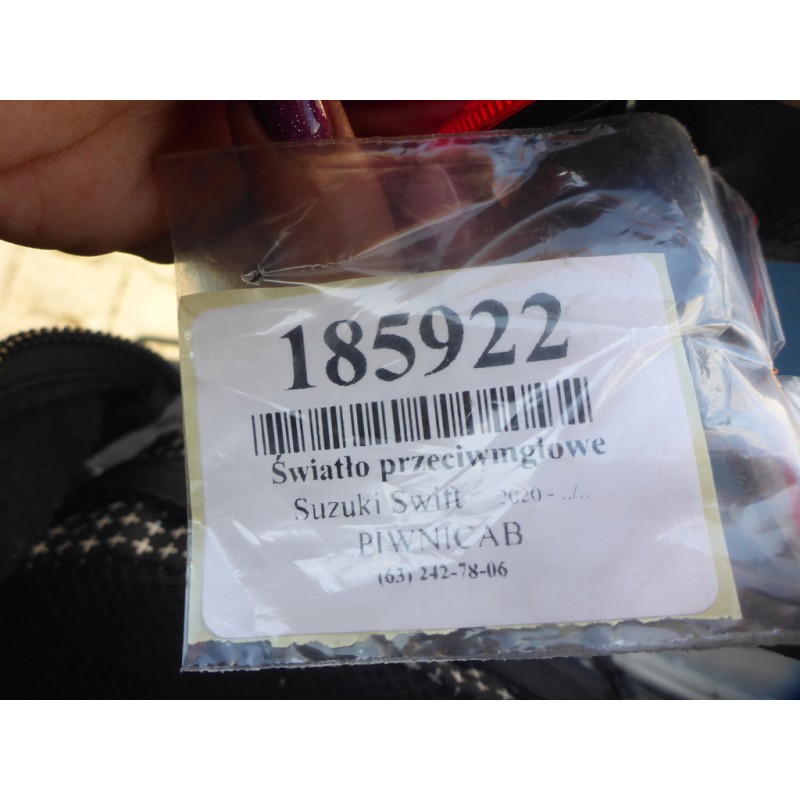 185922
Światło przeciwmgłowe
Suzuki Swift 2020 - ../..
PIWNICAB
(63) 242-78-06